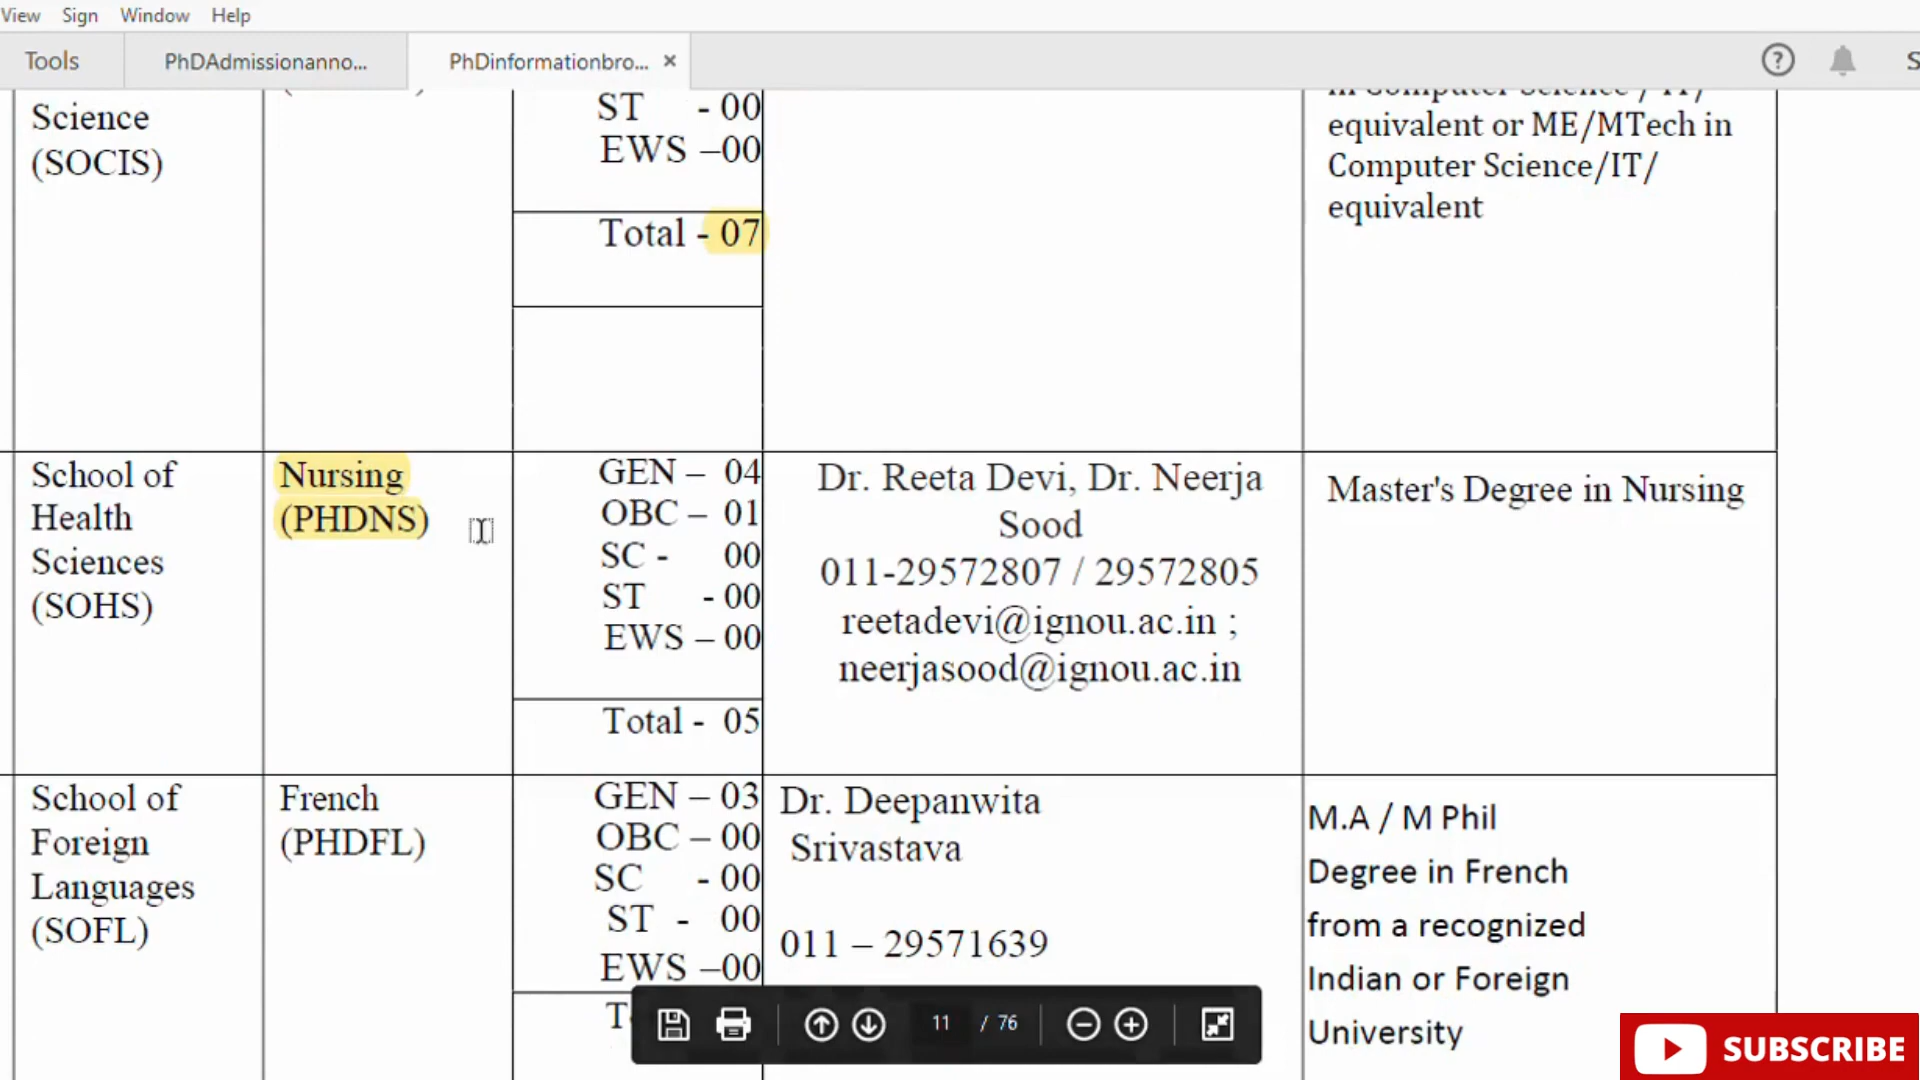 View Sign Window Help
Tools PhDAdmissionanno... PhDinformationbro... × ? S
Science
(SOCIS)
ST - 00
EWS –00
Total - 07
in Computer Science / IT/
equivalent or ME/MTech in
Computer Science/IT/
equivalent
School of
Health
Sciences
(SOHS)
Nursing
(PHDNS)
GEN – 04
OBC – 01
SC - 00
ST - 00
EWS – 00
Total - 05
Dr. Reeta Devi, Dr. Neerja
Sood
011-29572807 / 29572805
reetadevi@ignou.ac.in ;
neerjasood@ignou.ac.in
Master's Degree in Nursing
School of
Foreign
Languages
(SOFL)
French
(PHDFL)
GEN – 03
OBC – 00
SC - 00
ST - 00
EWS –00
Dr. Deepanwita
Srivastava
011 – 29571639
M.A / M Phil
Degree in French
from a recognized
Indian or Foreign
University
11 / 76
SUBSCRIBE